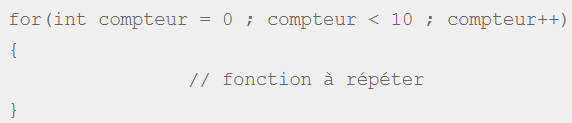 for(int compteur = 0 ; compteur < 10 ; compteur++)
{
// fonction à répéter
}